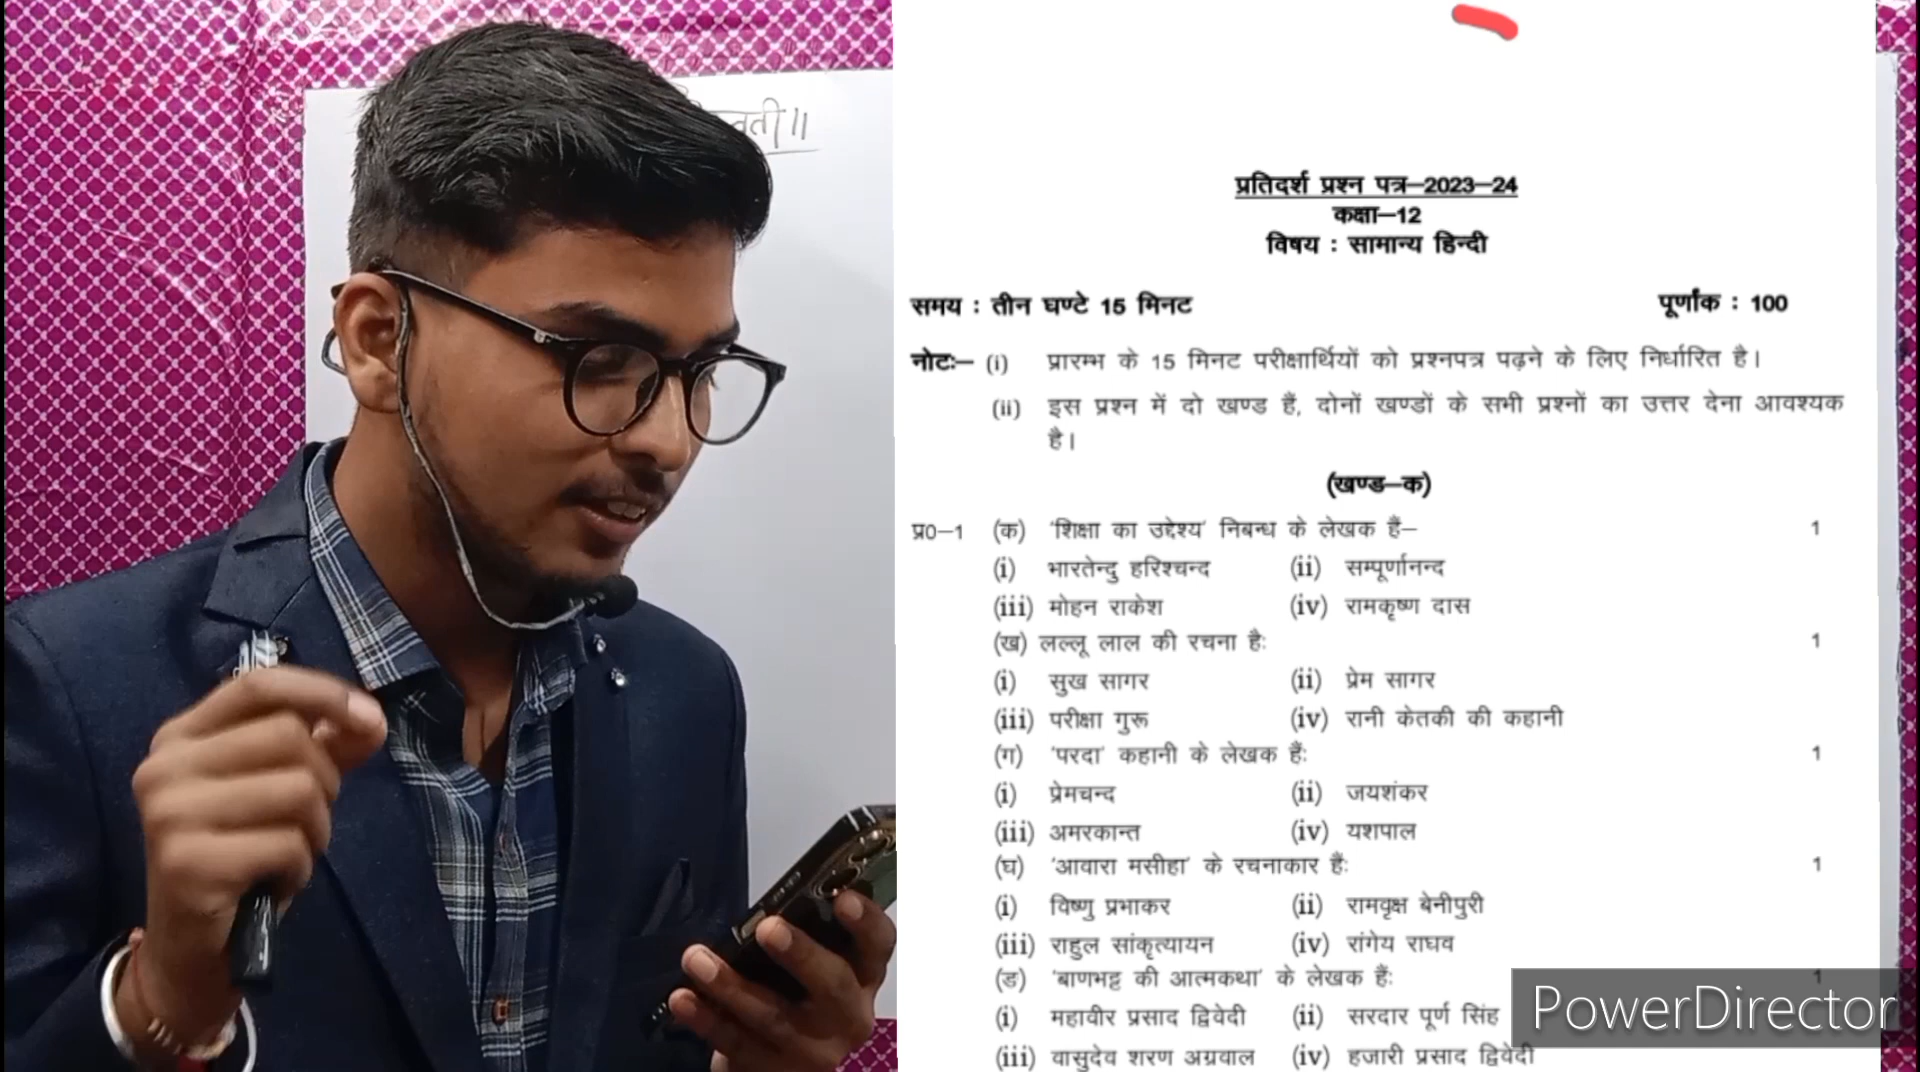 वती॥
प्रतिदर्श प्रश्न पत्र–2023–24
कक्षा–12
विषय : सामान्य हिन्दी
समय : तीन घण्टे 15 मिनट पूर्णांक : 100
नोटः– (i) प्रारम्भ के 15 मिनट परीक्षार्थियों को प्रश्नपत्र पढ़ने के लिए निर्धारित है।
(ii) इस प्रश्न में दो खण्ड हैं, दोनों खण्डों के सभी प्रश्नों का उत्तर देना आवश्यक
है।
(खण्ड–क)
प्र0–1 (क) 'शिक्षा का उद्देश्य' निबन्ध के लेखक हैं– 1
(i) भारतेन्दु हरिश्चन्द (ii) सम्पूर्णानन्द
(iii) मोहन राकेश (iv) रामकृष्ण दास
(ख) लल्लू लाल की रचना हैः 1
(i) सुख सागर (ii) प्रेम सागर
(iii) परीक्षा गुरू (iv) रानी केतकी की कहानी
(ग) 'परदा' कहानी के लेखक हैंः 1
(i) प्रेमचन्द (ii) जयशंकर
(iii) अमरकान्त (iv) यशपाल
(घ) 'आवारा मसीहा' के रचनाकार हैंः 1
(i) विष्णु प्रभाकर (ii) रामवृक्ष बेनीपुरी
(iii) राहुल सांकृत्यायन (iv) रांगेय राघव
(ङ) 'बाणभट्ट की आत्मकथा' के लेखक हैंः 1
(i) महावीर प्रसाद द्विवेदी (ii) सरदार पूर्ण सिंह
(iii) वासुदेव शरण अग्रवाल (iv) हजारी प्रसाद द्विवेदी
PowerDirector